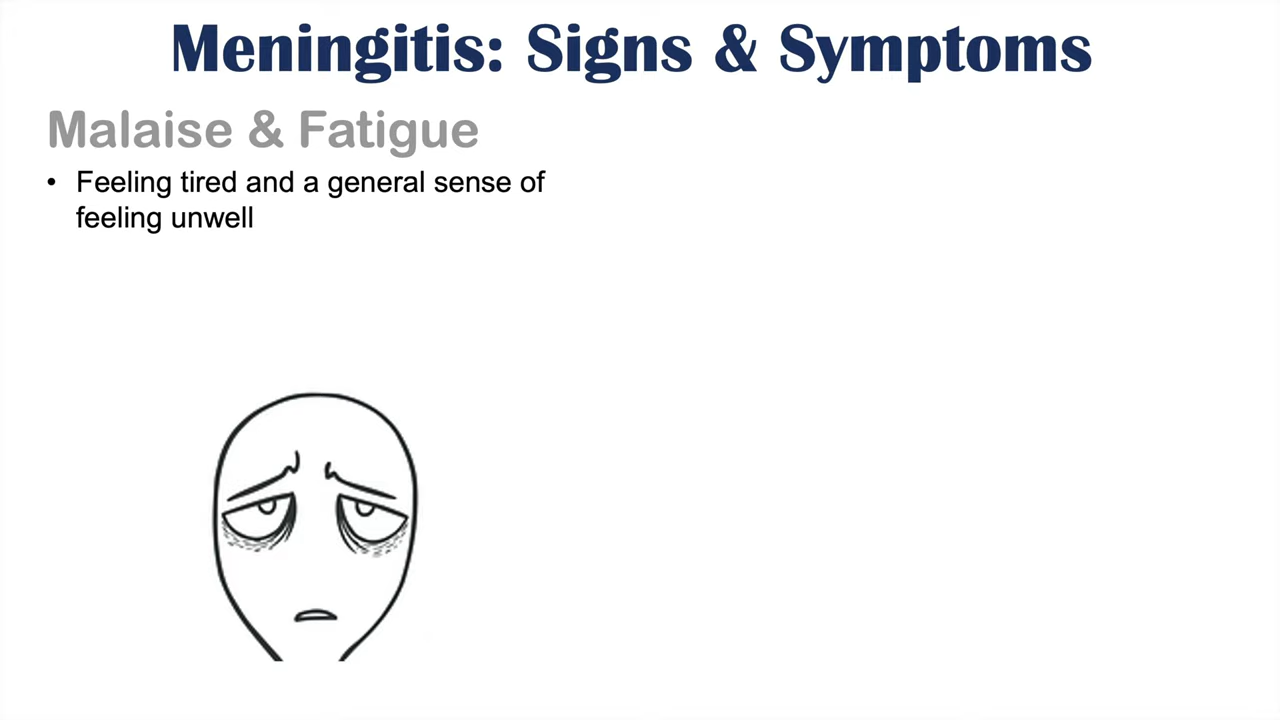 Meningitis: Signs & Symptoms
Malaise & Fatigue
• Feeling tired and a general sense of
feeling unwell